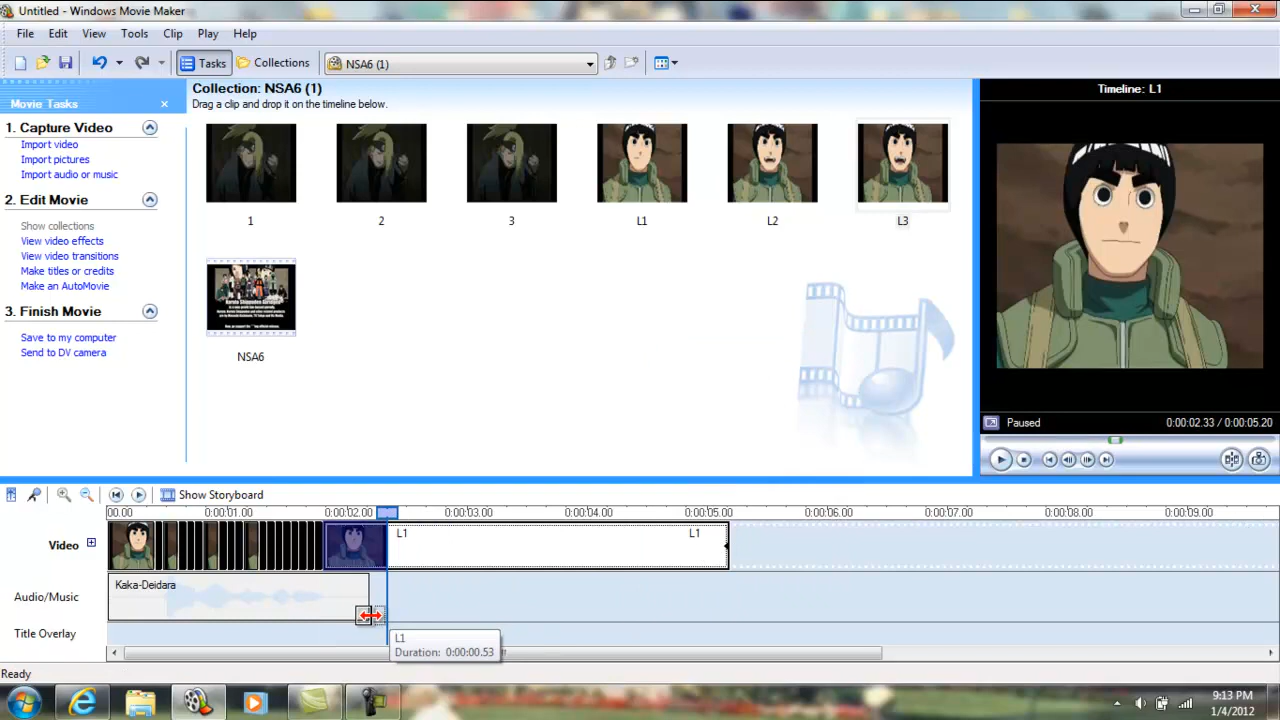 Untitled - Windows Movie Maker
File Edit View Tools Clip Play Help
Tasks Collections NSA6 (1)
Movie Tasks
1. Capture Video
Import video
Import pictures
Import audio or music
2. Edit Movie
Show collections
View video effects
View video transitions
Make titles or credits
Make an AutoMovie
3. Finish Movie
Save to my computer
Send to DV camera
Collection: NSA6 (1)
Drag a clip and drop it on the timeline below.
1 2 3 L1 L2 L3
Naruto Shippuden Abridged
NSA6
Timeline: L1
Paused 0:00:02.33 / 0:00:05.20
Show Storyboard
00.00 0:00:01.00 0:00:02.00 0:00:03.00 0:00:04.00 0:00:05.00 0:00:06.00 0:00:07.00 0:00:08.00 0:00:09.00
Video L1 L1
Audio/Music Kaka-Deidara
Title Overlay
L1
Duration: 0:00:00.53
Ready
9:13 PM
1/4/2012